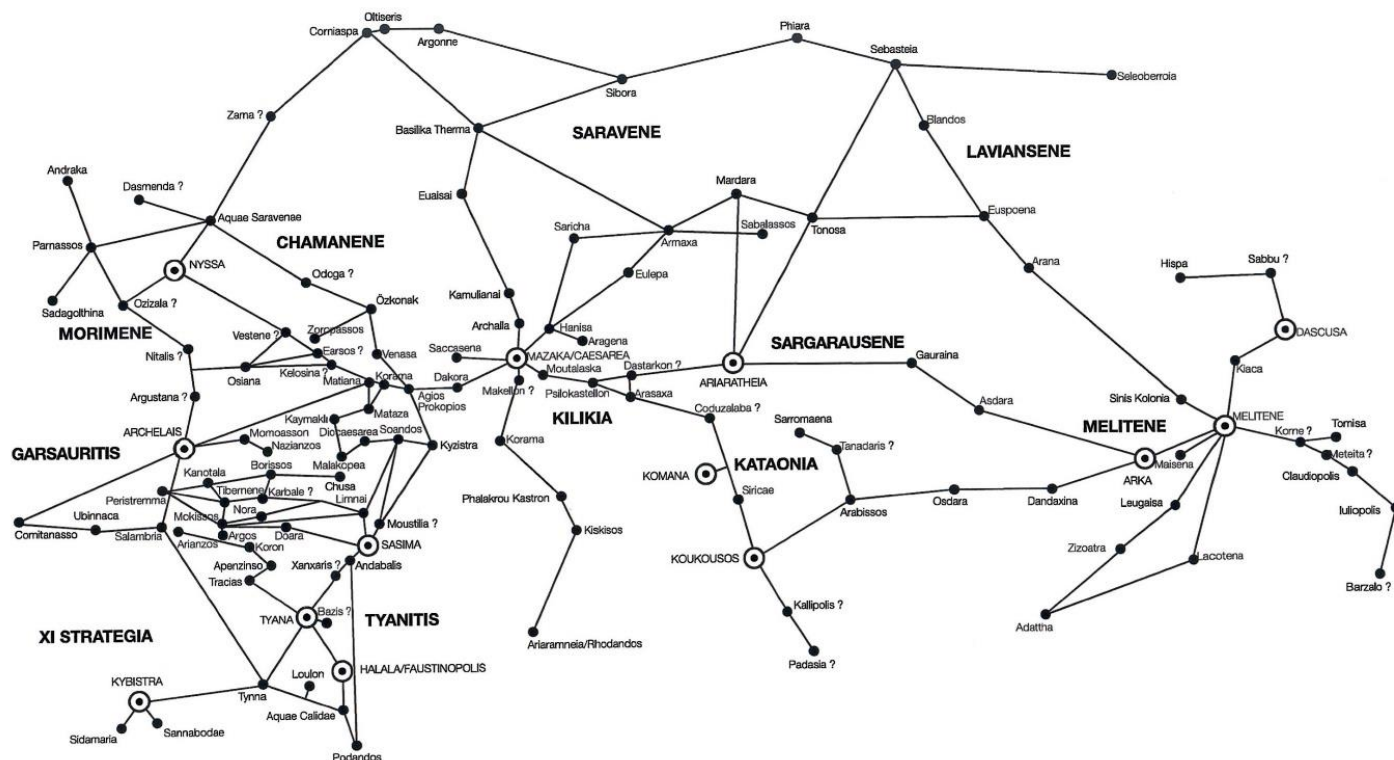 Oltiseris
Corniaspa
Argonne
Phiara
Sebasteia
Seleoberroia
Sibora
Zama ?
Basilika Therma
SARAVENE
Blandos
LAVIANSENE
Andraka
Dasmenda ?
Euaisai
Mardara
Aquae Saravenae
Saricha
Sabalassos
Euspoena
Parnassos
CHAMANENE
Armaxa
Tonosa
NYSSA
Odoga ?
Eulepa
Arana
Hispa
Sabbu ?
Sadagolthina
Ozizala ?
Özkonak
Kamulianai
MORIMENE
Vestene ?
Zoropassos
Archalla
Hanisa
Aragena
DASCUSA
Nitalis ?
Earsos ?
Venasa
Saccasena
MAZAKA/CAESAREA
SARGARAUSENE
Osiana
Kelosina ?
Matiana
Korama
Dakora
Moutalaska
Dastarkon ?
ARIARATHEIA
Gauraina
Kiaca
Argustana ?
Agios
Prokopios
Makellon ?
Psilokastellon
Arasaxa
Sinis Kolonia
Kaymakli
Mataza
KILIKIA
Coduzalaba ?
Asdara
ARCHELAIS
Momoasson
Nazianzos
Diocaesarea
Soandos
Kyzistra
Korama
Sarromaena
MELITENE
MELITENE
Korne ?
Tomisa
GARSAURITIS
Malakopea
Tanadaris ?
Maisena
Meteita ?
Kanotala
Borissos
Chusa
KOMANA
KATAONIA
ARKA
Claudiopolis
Peristremma
Tibernene
Karbale ?
Limnai
Phalakrou Kastron
Siricae
Arabissos
Osdara
Dandaxina
Leugaisa
Iuliopolis
Comitanasso
Ubinnaca
Salambria
Mokissos
Nora
Moustilia ?
Kiskisos
Arianzos
Argos
Doara
SASIMA
Koron
KOUKOUSOS
Zizoatra
Lacotena
Apenzinso
Xanxaris ?
Andabalis
Tracias
Barzalo ?
TYANA
Bazis ?
TYANITIS
Kallipolis ?
Adattha
XI STRATEGIA
Ariaramneia/Rhodandos
Padasia ?
HALALA/FAUSTINOPOLIS
KYBISTRA
Loulon
Tynna
Aquae Calidae
Sidamaria
Sannabodae
Podandos